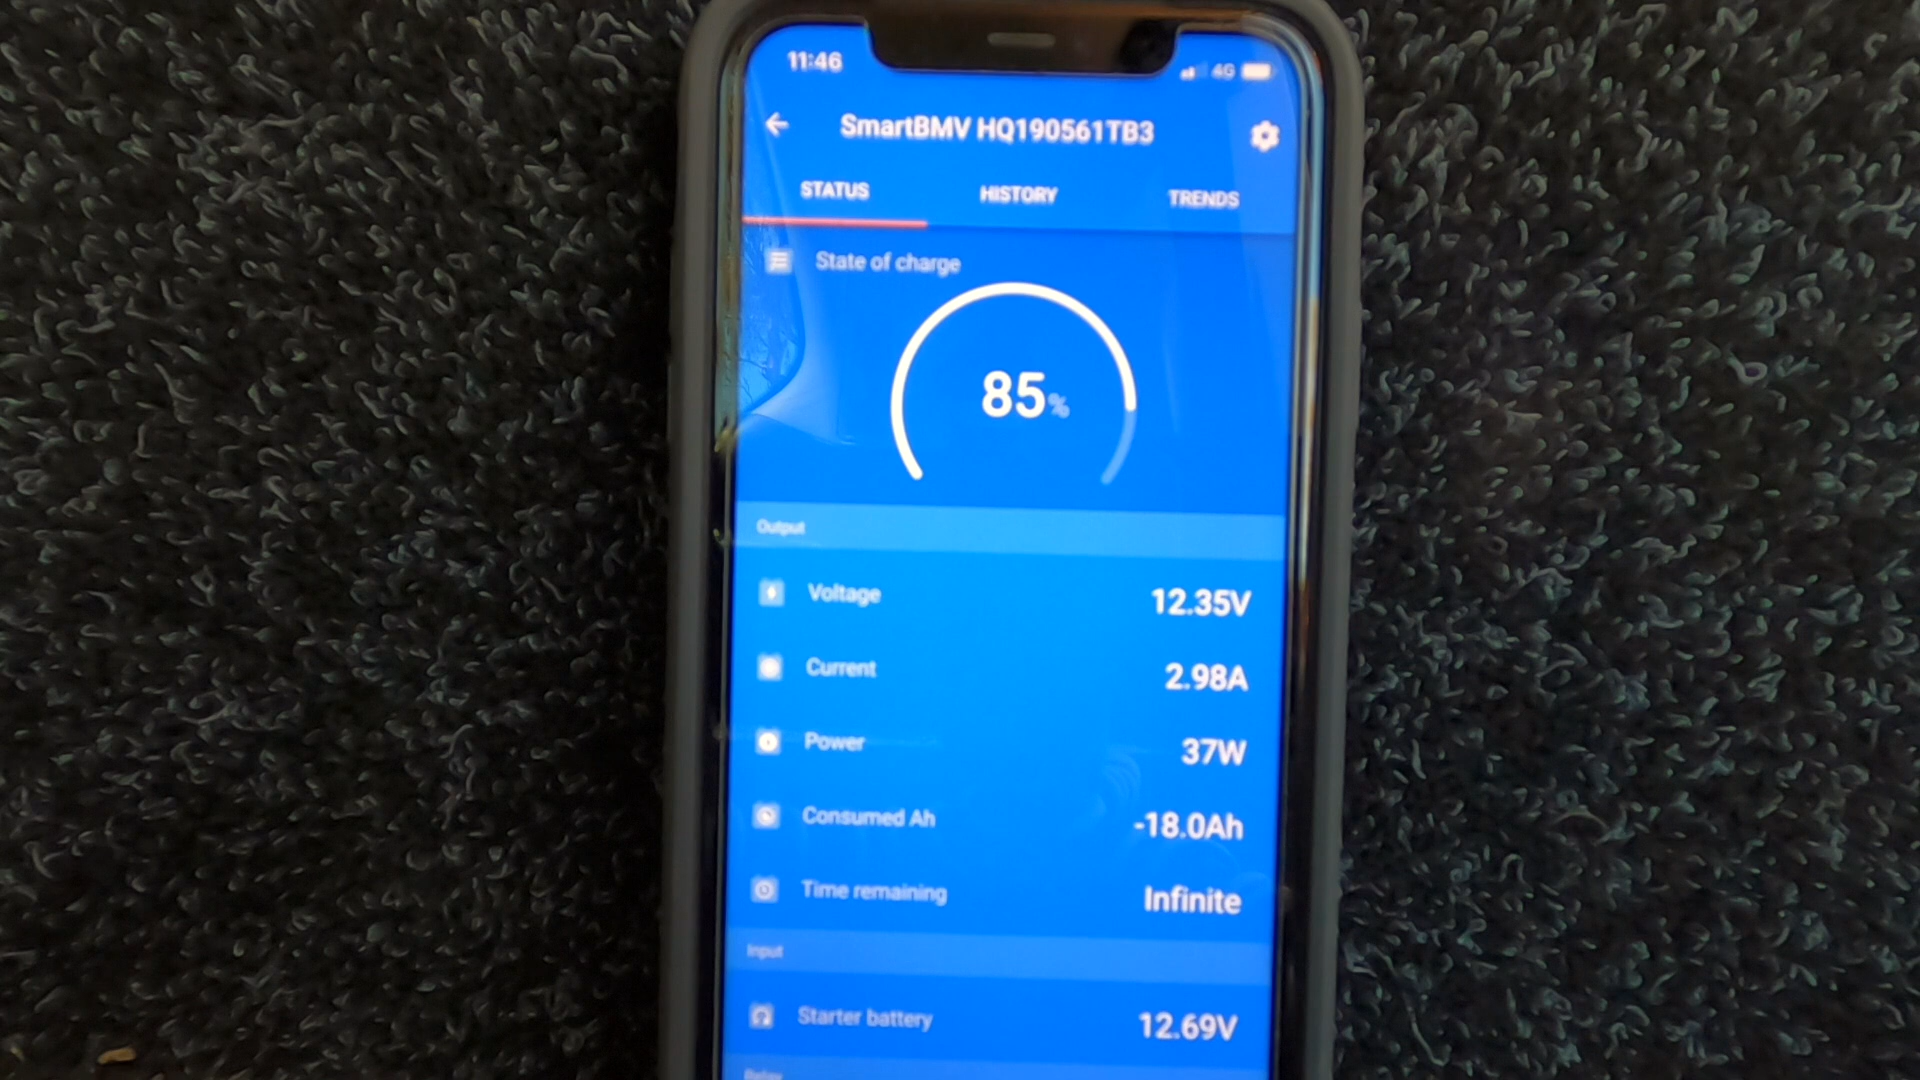 11:46
4G
SmartBMV HQ190561TB3
STATUS HISTORY TRENDS
State of charge
85%
Output
Voltage 12.35V
Current 2.98A
Power 37W
Consumed Ah -18.0Ah
Time remaining Infinite
Input
Starter battery 12.69V
Relay